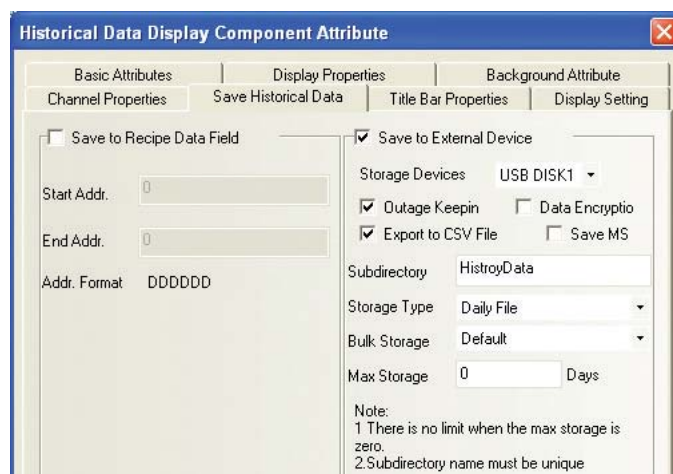 Historical Data Display Component Attribute
Basic Attributes Display Properties Background Attribute
Channel Properties Save Historical Data Title Bar Properties Display Setting
Save to Recipe Data Field
Start Addr. 0
End Addr. 0
Addr. Format DDDDDD
Save to External Device
Storage Devices USB DISK1
Outage Keepin Data Encryptio
Export to CSV File Save MS
Subdirectory HistroyData
Storage Type Daily File
Bulk Storage Default
Max Storage 0 Days
Note:
1 There is no limit when the max storage is
zero.
2.Subdirectory name must be unique